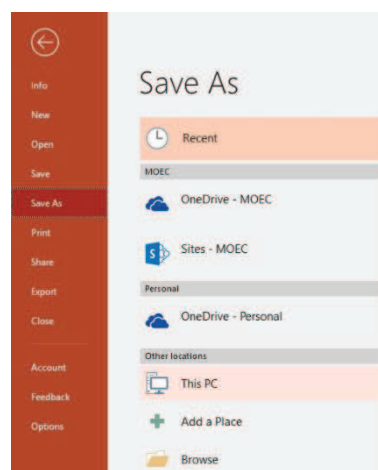 Info
New
Open
Save
Save As
Print
Share
Export
Close
Account
Feedback
Options
Save As
Recent
MOEC
OneDrive - MOEC
Sites - MOEC
Personal
OneDrive - Personal
Other locations
This PC
Add a Place
Browse